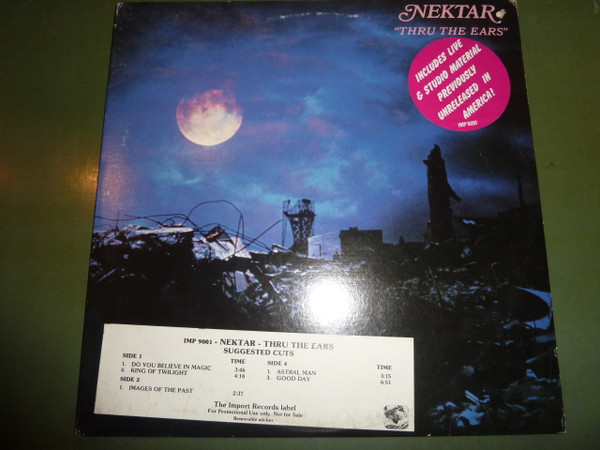 NEKTAR
"THRU THE EARS"
INCLUDES LIVE
& STUDIO MATERIAL
PREVIOUSLY
UNRELEASED IN
AMERICA!
IMP 9001
IMP 9001 - NEKTAR - THRU THE EARS
SUGGESTED CUTS
SIDE 1 TIME SIDE 4 TIME
1. DO YOU BELIEVE IN MAGIC 3:46 1. ASTRAL MAN 3:15
4. KING OF TWILIGHT 4:18 3. GOOD DAY 6:51
SIDE 2
1. IMAGES OF THE PAST 2:37
The Import Records label
For Promotional Use only. Not for Sale
Removable sticker